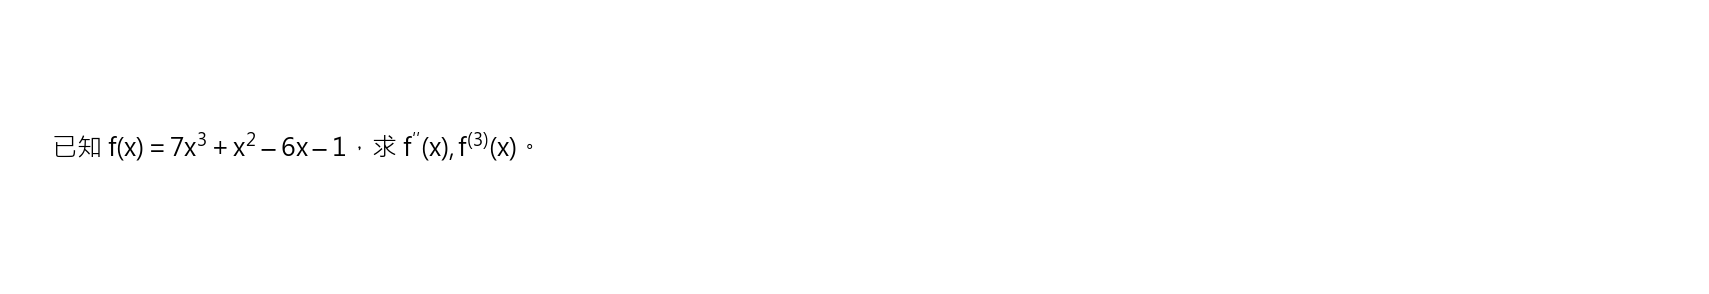 已知 f(x) = 7x³ + x² – 6x – 1，求 f′′(x), f⁽³⁾(x)。